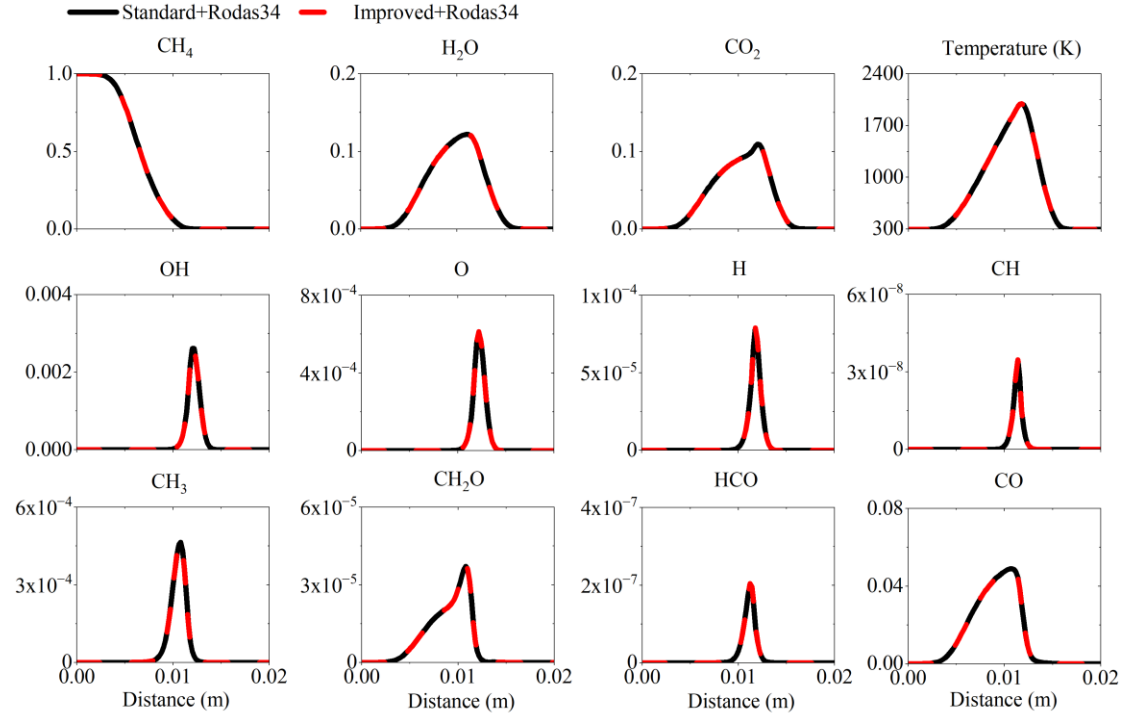 Standard+Rodas34 Improved+Rodas34
CH₄ H₂O CO₂ Temperature (K)
1.0 0.2 0.2 2400
1700
0.5 0.1 0.1
1000
0.0 0.0 0.0 300
OH O H CH
0.004 8x10⁻⁴ 1x10⁻⁴ 6x10⁻⁸
0.002 4x10⁻⁴ 5x10⁻⁵ 3x10⁻⁸
0.000 0 0 0
CH₃ CH₂O HCO CO
6x10⁻⁴ 6x10⁻⁵ 4x10⁻⁷ 0.08
3x10⁻⁴ 3x10⁻⁵ 2x10⁻⁷ 0.04
0 0 0 0.00
0.00 0.01 0.02 0.00 0.01 0.02 0.00 0.01 0.02 0.00 0.01 0.02
Distance (m) Distance (m) Distance (m) Distance (m)